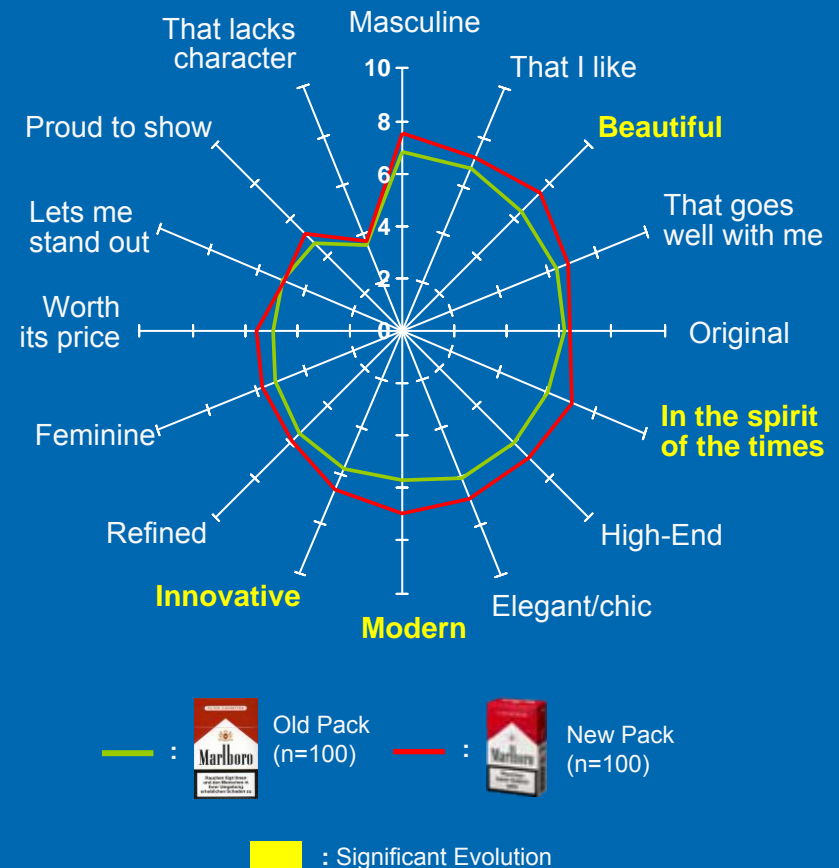 Masculine
That lacks
character
That I like
Proud to show
Beautiful
Lets me
stand out
That goes
well with me
Worth
its price
Original
Feminine
In the spirit
of the times
Refined
High-End
Innovative
Elegant/chic
Modern
10
8
6
4
2
0
:
Marlboro
Old Pack
(n=100)
:
Marlboro
New Pack
(n=100)
: Significant Evolution